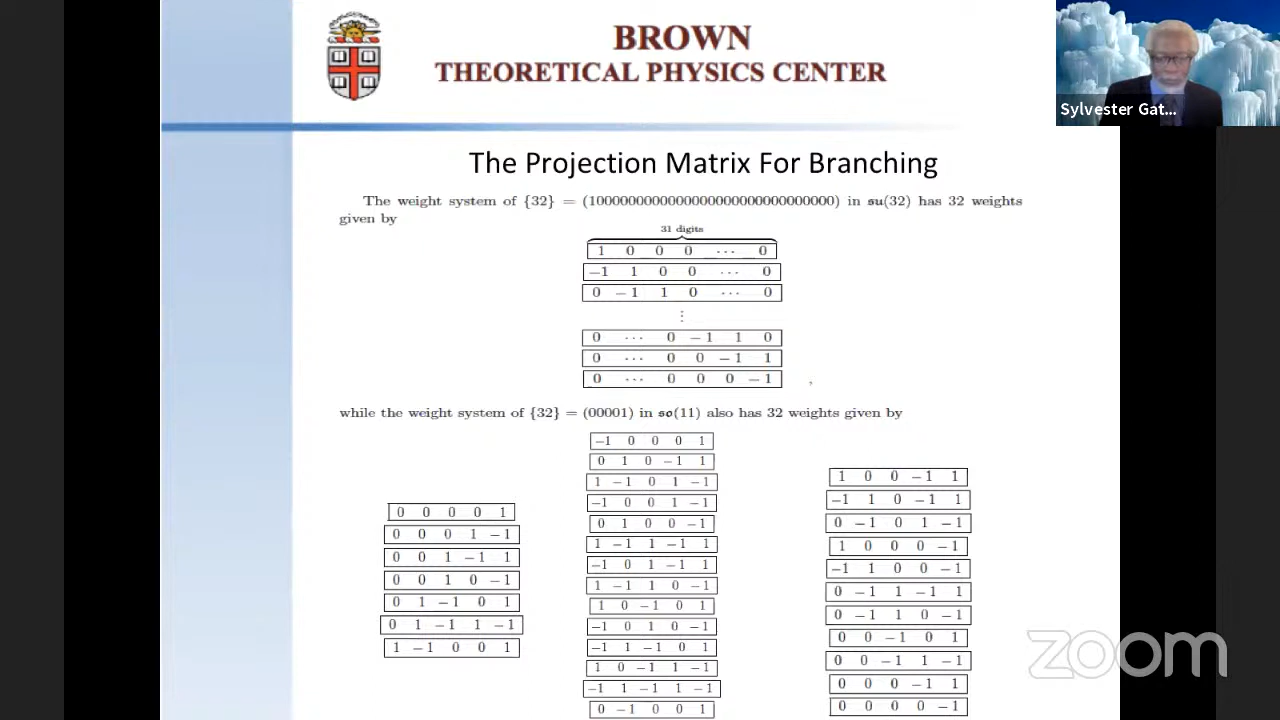 BROWN
THEORETICAL PHYSICS CENTER
Sylvester Gat...
The Projection Matrix For Branching
The weight system of {32} = (1000000000000000000000000000000) in 𝔰𝔲(32) has 32 weights
given by
31 digits
1 0 0 0 ⋯ 0
−1 1 0 0 ⋯ 0
0 −1 1 0 ⋯ 0
⋮
0 ⋯ 0 −1 1 0
0 ⋯ 0 0 −1 1
0 ⋯ 0 0 0 −1 ,
while the weight system of {32} = (00001) in 𝔰𝔬(11) also has 32 weights given by
0 0 0 0 1
0 0 0 1 −1
0 0 1 −1 1
0 0 1 0 −1
0 1 −1 0 1
0 1 −1 1 −1
1 −1 0 0 1
−1 0 0 0 1
0 1 0 −1 1
1 −1 0 1 −1
−1 0 0 1 −1
0 1 0 0 −1
1 −1 1 −1 1
−1 0 1 −1 1
1 −1 1 0 −1
1 0 −1 0 1
−1 0 1 0 −1
−1 1 −1 0 1
1 0 −1 1 −1
−1 1 −1 1 −1
0 −1 0 0 1
1 0 0 −1 1
−1 1 0 −1 1
0 −1 0 1 −1
1 0 0 0 −1
−1 1 0 0 −1
0 −1 1 −1 1
0 −1 1 0 −1
0 0 −1 0 1
0 0 −1 1 −1
0 0 0 −1 1
0 0 0 0 −1
zoom